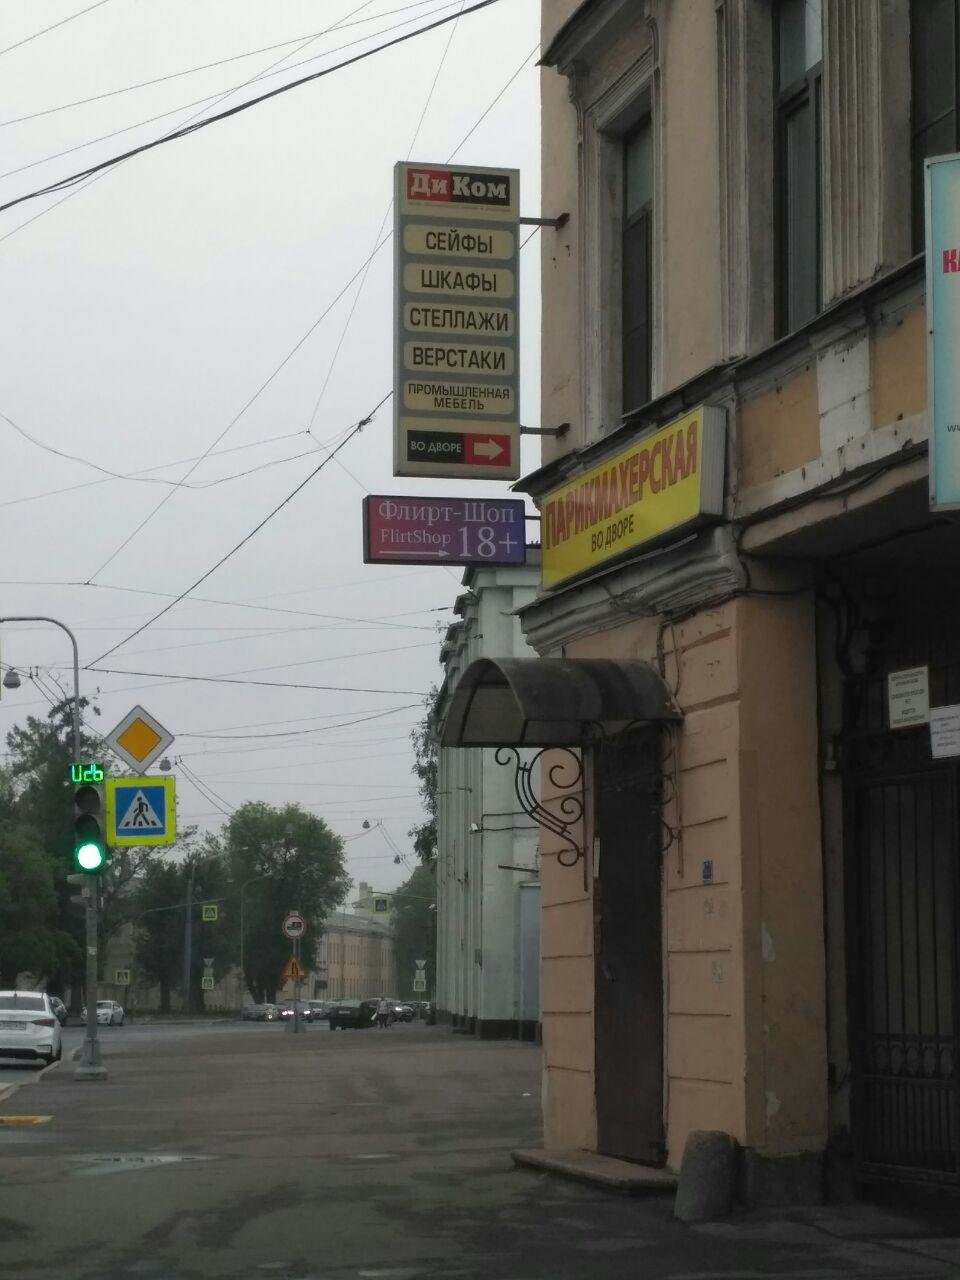 ДиКом
СЕЙФЫ
ШКАФЫ
СТЕЛЛАЖИ
ВЕРСТАКИ
ПРОМЫШЛЕННАЯ
МЕБЕЛЬ
ВО ДВОРЕ
Флирт-Шоп
FlirtShop
18+
ПАРИКМАХЕРСКАЯ
ВО ДВОРЕ